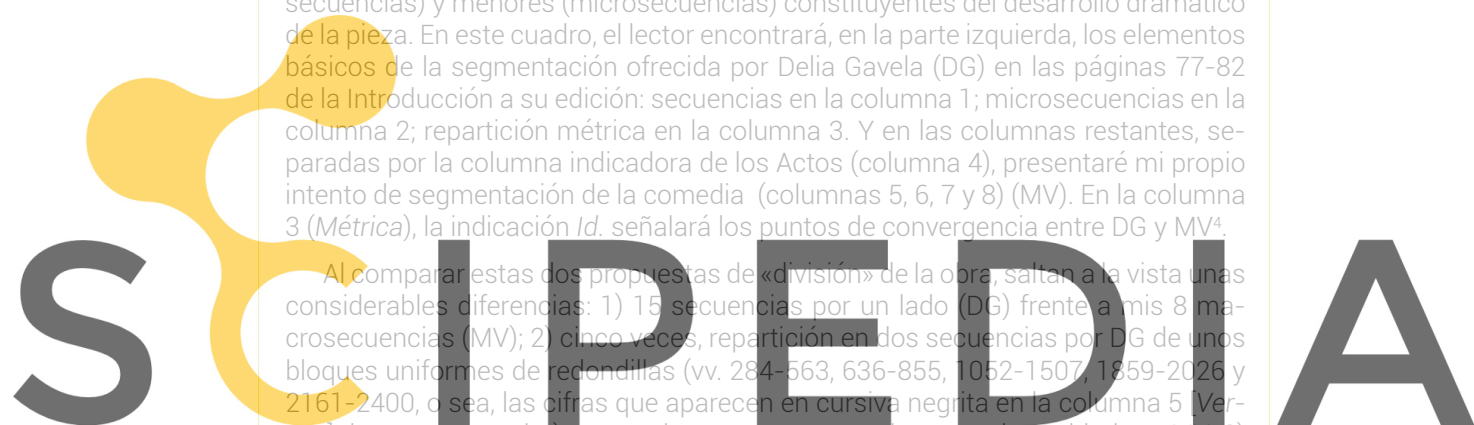 secuencias) y menores (microsecuencias) constituyentes del desarrollo dramático
de la pieza. En este cuadro, el lector encontrará, en la parte izquierda, los elementos
básicos de la segmentación ofrecida por Delia Gavela (DG) en las páginas 77-82
de la Introducción a su edición: secuencias en la columna 1; microsecuencias en la
columna 2; repartición métrica en la columna 3. Y en las columnas restantes, se-
paradas por la columna indicadora de los Actos (columna 4), presentaré mi propio
intento de segmentación de la comedia (columnas 5, 6, 7 y 8) (MV). En la columna
3 (Métrica), la indicación Id. señalará los puntos de convergencia entre DG y MV⁴.
Al comparar estas dos propuestas de «división» de la obra, saltan a la vista unas
considerables diferencias: 1) 15 secuencias por un lado (DG) frente a mis 8 ma-
crosecuencias (MV); 2) cinco veces, repartición en dos secuencias por DG de unos
bloques uniformes de redondillas (vv. 284-563, 636-855, 1052-1507, 1859-2026 y
2161-2400, o sea, las cifras que aparecen en cursiva negrita en la columna 5 [Ver-
SCIPEDIA